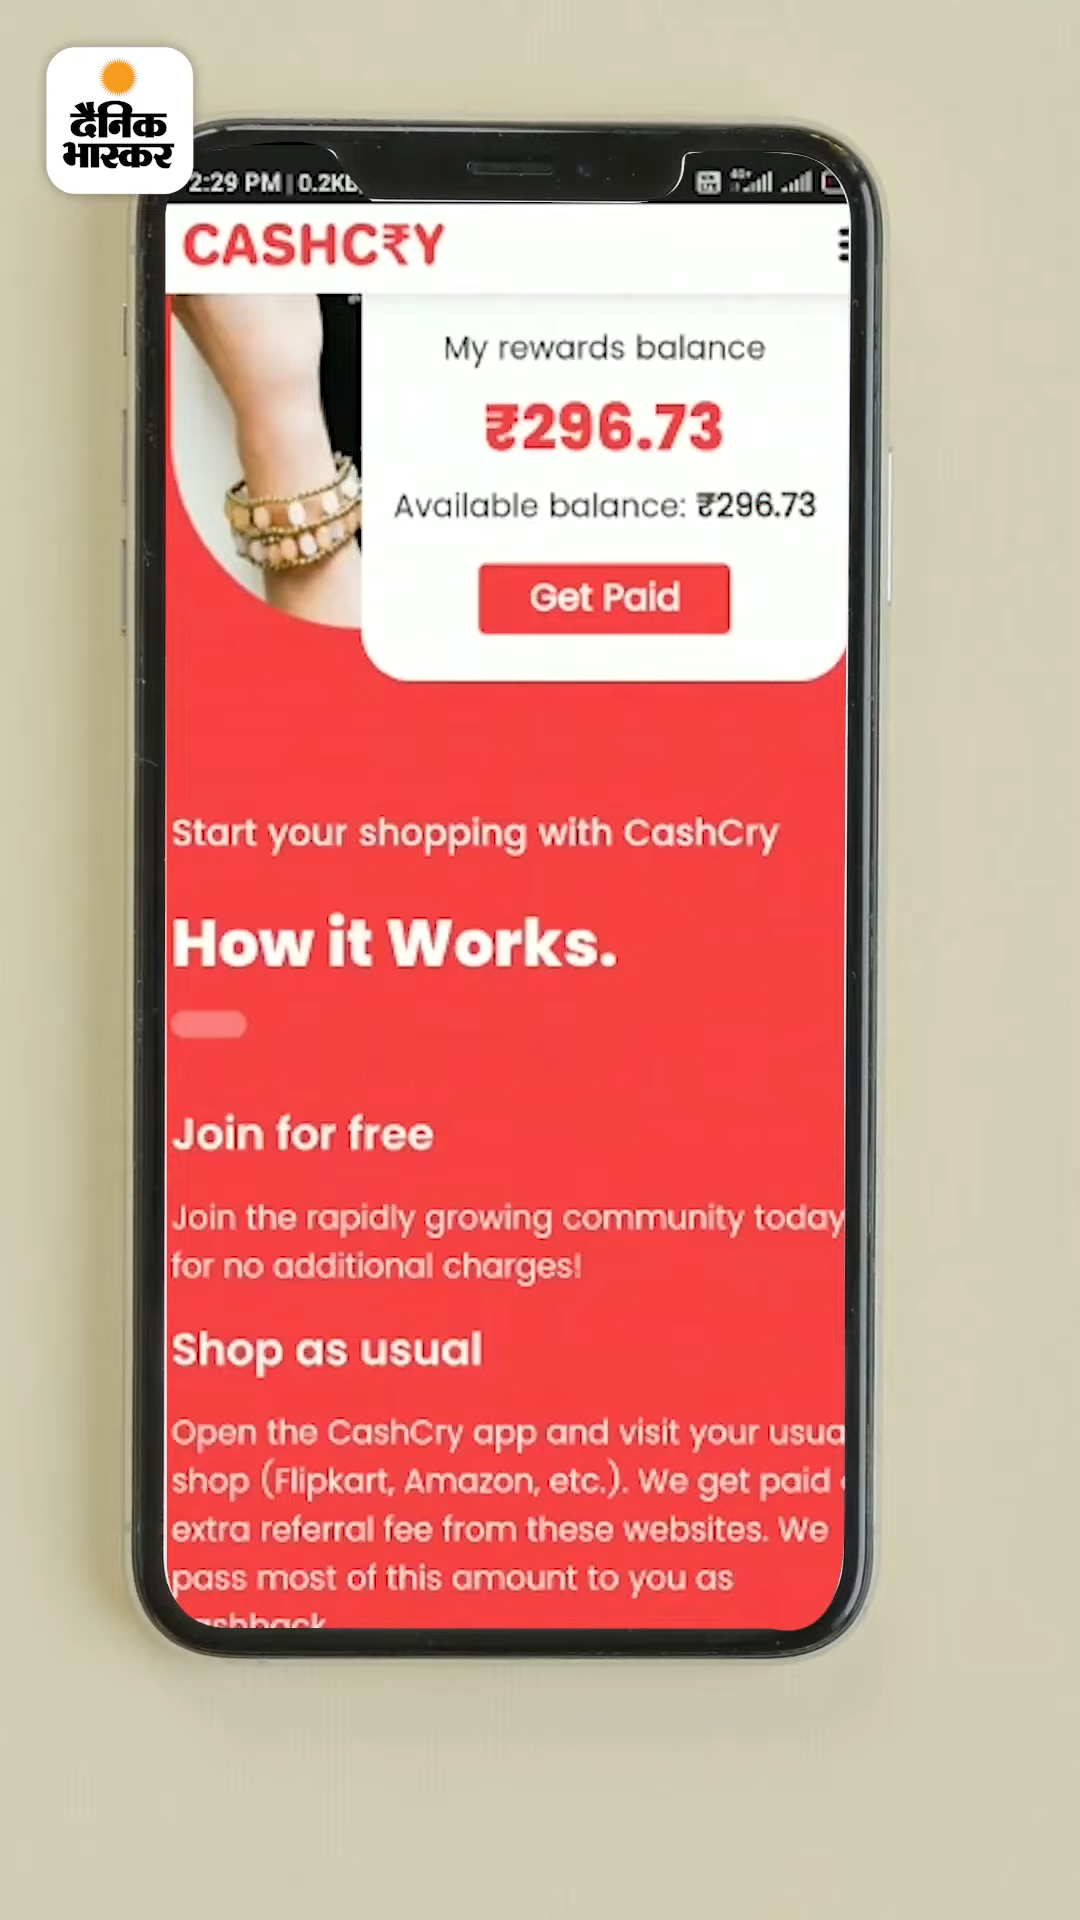 दैनिक
भास्कर
2:29 PM | 0.2KB
4G+
CASHC₹Y
My rewards balance
₹296.73
Available balance: ₹296.73
Get Paid
Start your shopping with CashCry
How it Works.
Join for free
Join the rapidly growing community today
for no additional charges!
Shop as usual
Open the CashCry app and visit your usua
shop (Flipkart, Amazon, etc.). We get paid
extra referral fee from these websites. We
pass most of this amount to you as